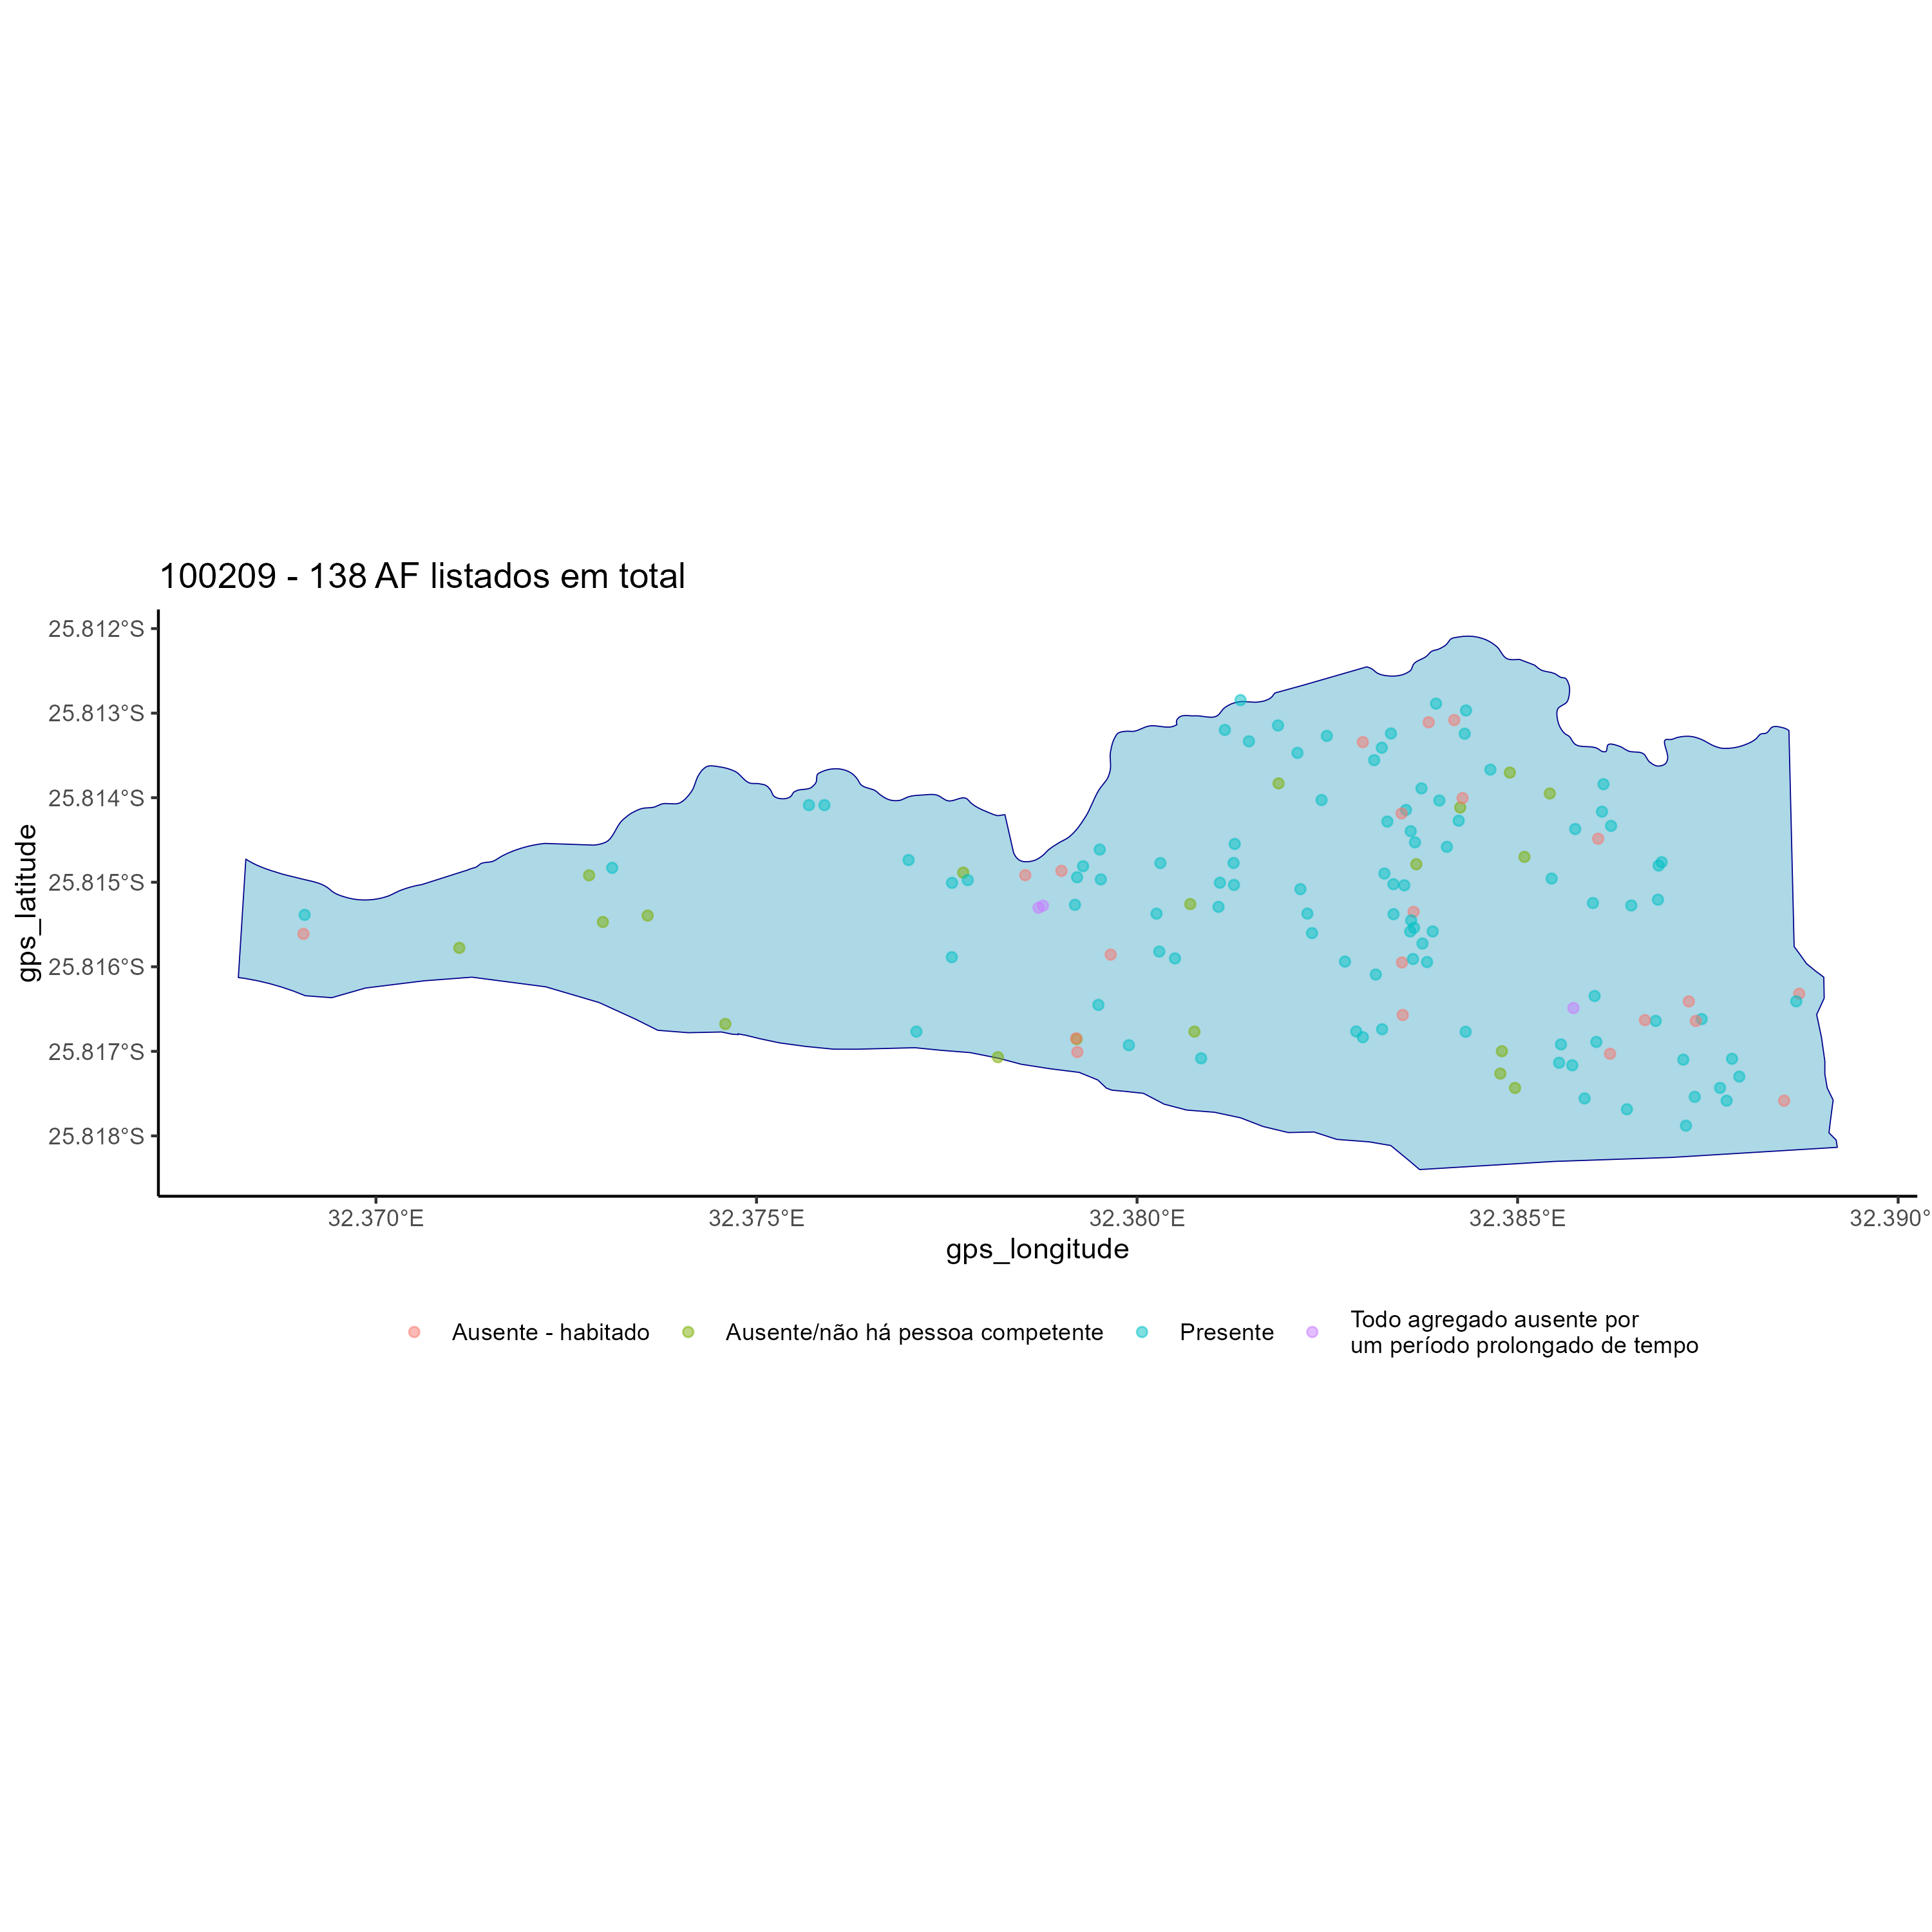 100209 - 138 AF listados em total
25.812°S
25.813°S
25.814°S
25.815°S
25.816°S
25.817°S
25.818°S
gps_latitude
32.370°E
32.375°E
32.380°E
32.385°E
32.390°
gps_longitude
Ausente - habitado
Ausente/não há pessoa competente
Presente
Todo agregado ausente por
um período prolongado de tempo